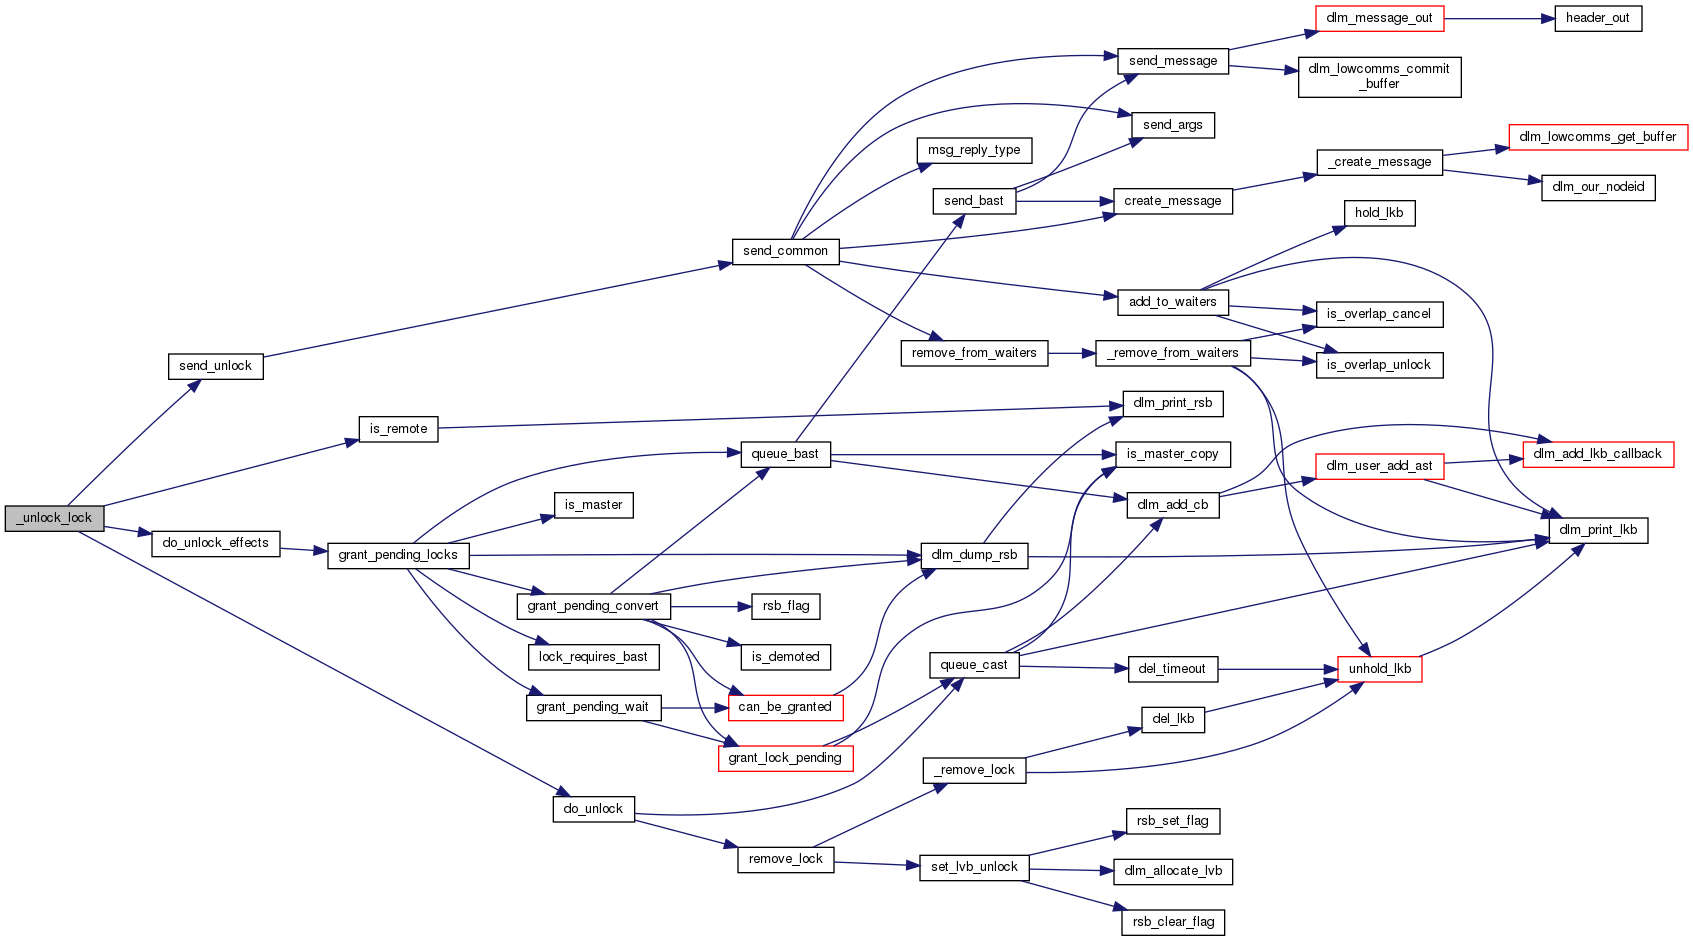 dlm_message_out
header_out
send_message
dlm_lowcomms_commit
_buffer
send_args
dlm_lowcomms_get_buffer
msg_reply_type
_create_message
dlm_our_nodeid
send_bast
create_message
hold_lkb
send_common
add_to_waiters
is_overlap_cancel
remove_from_waiters
_remove_from_waiters
is_overlap_unlock
send_unlock
dlm_print_rsb
is_remote
queue_bast
is_master_copy
dlm_user_add_ast
dlm_add_lkb_callback
is_master
dlm_add_cb
_unlock_lock
dlm_print_lkb
do_unlock_effects
grant_pending_locks
dlm_dump_rsb
grant_pending_convert
rsb_flag
lock_requires_bast
is_demoted
queue_cast
del_timeout
unhold_lkb
grant_pending_wait
can_be_granted
del_lkb
grant_lock_pending
_remove_lock
do_unlock
rsb_set_flag
remove_lock
set_lvb_unlock
dlm_allocate_lvb
rsb_clear_flag